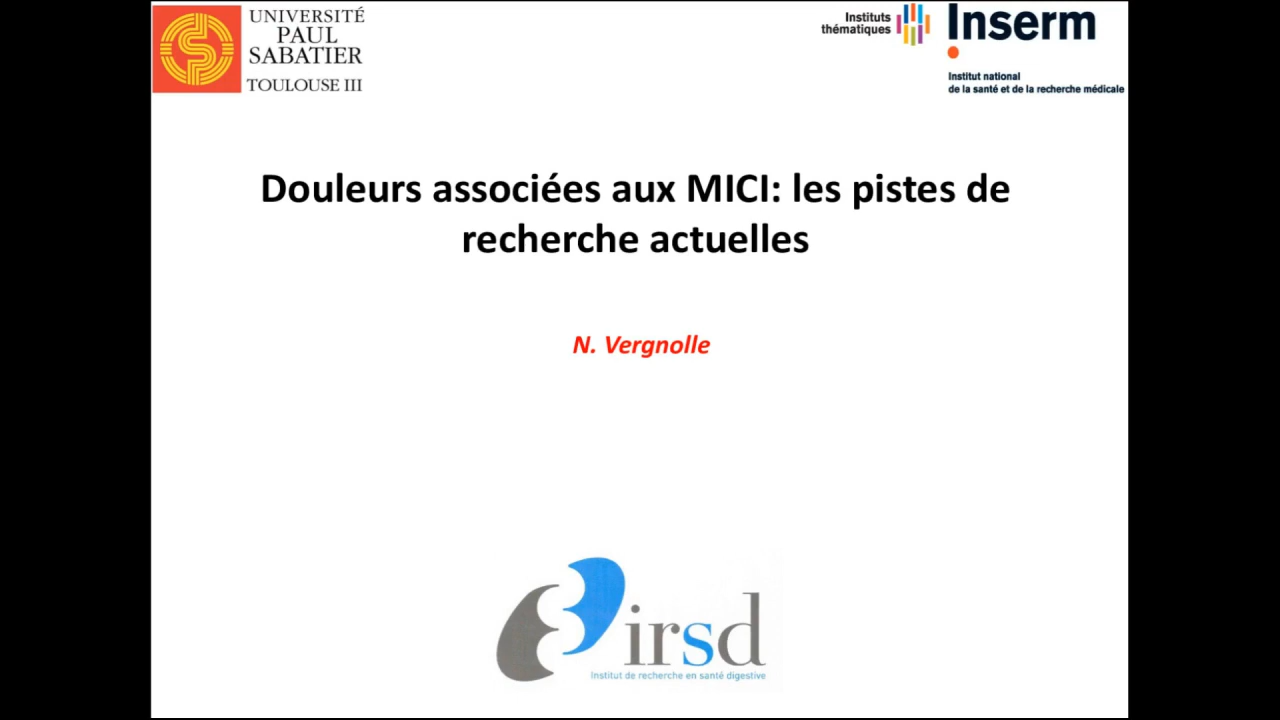 UNIVERSITÉ
PAUL
SABATIER
TOULOUSE III
Instituts
thématiques
Inserm
Institut national
de la santé et de la recherche médicale
Douleurs associées aux MICI: les pistes de
recherche actuelles
N. Vergnolle
irsd
Institut de recherche en santé digestive